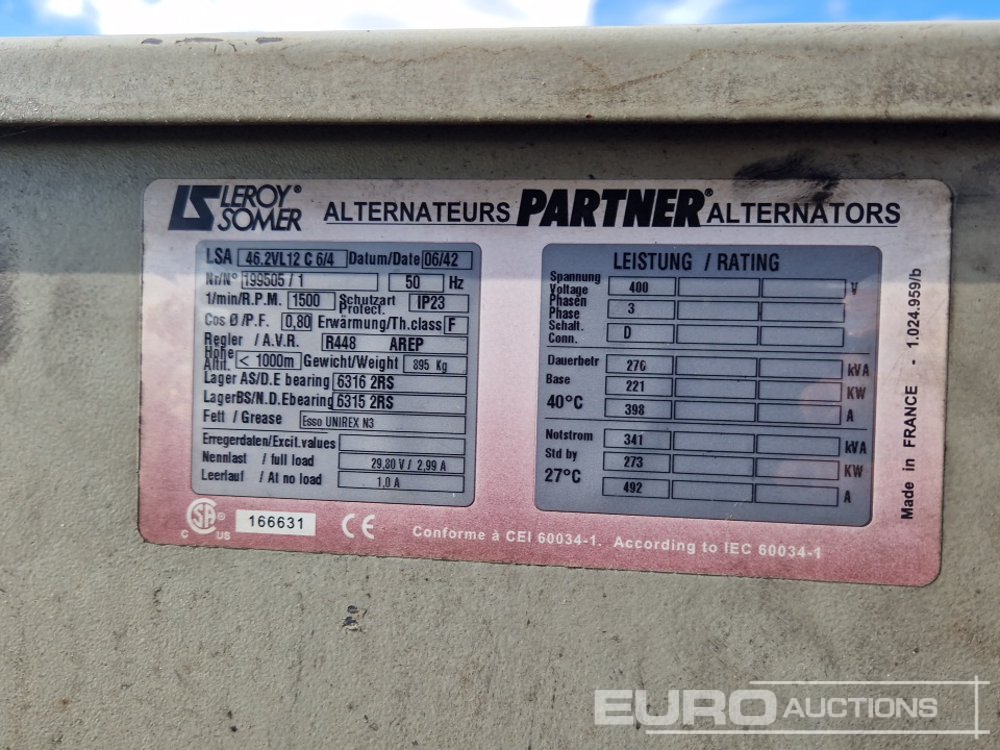 LEROY®
SOMER
ALTERNATEURS PARTNER® ALTERNATORS
LSA 46.2VL12 C 6/4 Datum/Date 06/42
Nr/N° 199505 / 1 50 Hz
1/min/R.P.M. 1500 Schutzart Protect. IP23
Cos Ø/P.F. 0,80 Erwärmung/Th.class F
Regler / A.V.R. R448 AREP
Hohe Altit. < 1000m Gewicht/Weight 895 Kg
Lager AS/D.E bearing 6316 2RS
LagerBS/N.D.Ebearing 6315 2RS
Fett / Grease Esso UNIREX N3
Erregerdaten/Excit.values
Nennlast / full load 29,80 V / 2,99 A
Leerlauf / At no load 1,0 A
C SA® US 166631 CE
LEISTUNG / RATING
Spannung
Voltage 400 V
Phasen
Phase 3
Schalt.
Conn. D
Dauerbetr 276 kVA
Base 221 KW
40°C 398 A
Notstrom 341 kVA
Std by 273 KW
27°C 492 A
Conforme à CEI 60034-1. According to IEC 60034-1
Made in FRANCE - 1.024.959/b
EURO AUCTIONS